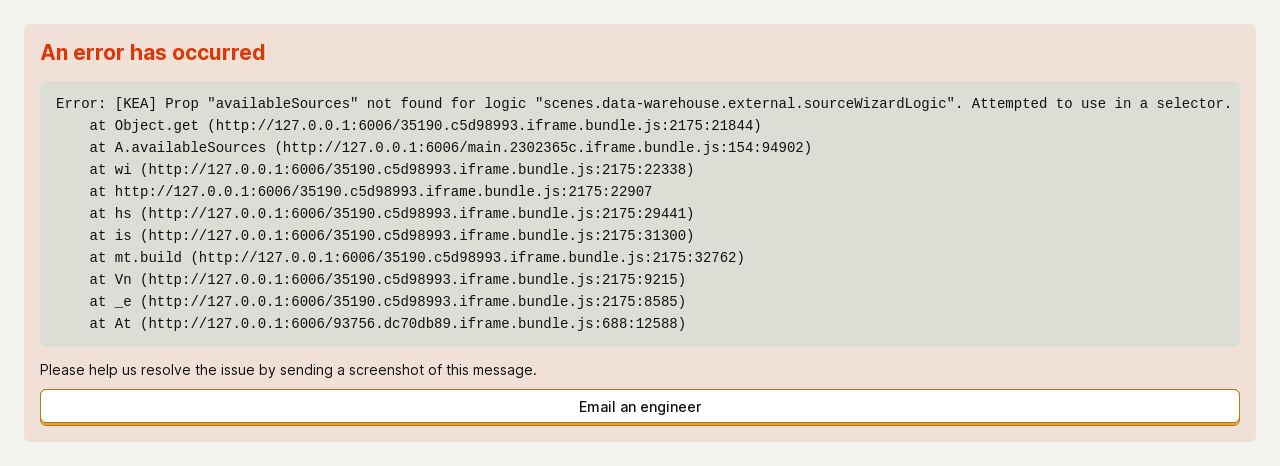 An error has occurred
Error: [KEA] Prop "availableSources" not found for logic "scenes.data-warehouse.external.sourceWizardLogic". Attempted to use in a selector.
    at Object.get (http://127.0.0.1:6006/35190.c5d98993.iframe.bundle.js:2175:21844)
    at A.availableSources (http://127.0.0.1:6006/main.2302365c.iframe.bundle.js:154:94902)
    at wi (http://127.0.0.1:6006/35190.c5d98993.iframe.bundle.js:2175:22338)
    at http://127.0.0.1:6006/35190.c5d98993.iframe.bundle.js:2175:22907
    at hs (http://127.0.0.1:6006/35190.c5d98993.iframe.bundle.js:2175:29441)
    at is (http://127.0.0.1:6006/35190.c5d98993.iframe.bundle.js:2175:31300)
    at mt.build (http://127.0.0.1:6006/35190.c5d98993.iframe.bundle.js:2175:32762)
    at Vn (http://127.0.0.1:6006/35190.c5d98993.iframe.bundle.js:2175:9215)
    at _e (http://127.0.0.1:6006/35190.c5d98993.iframe.bundle.js:2175:8585)
    at At (http://127.0.0.1:6006/93756.dc70db89.iframe.bundle.js:688:12588)
Please help us resolve the issue by sending a screenshot of this message.
Email an engineer